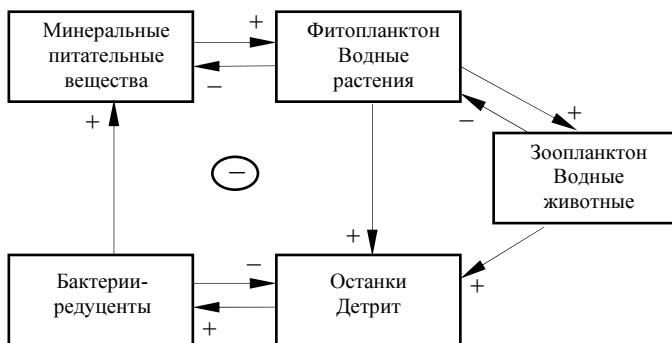 Минеральные
питательные
вещества
+
−
Фитопланктон
Водные
растения
+
−
Зоопланктон
Водные
животные
+
−
+
+
Бактерии-
редуценты
−
+
Останки
Детрит